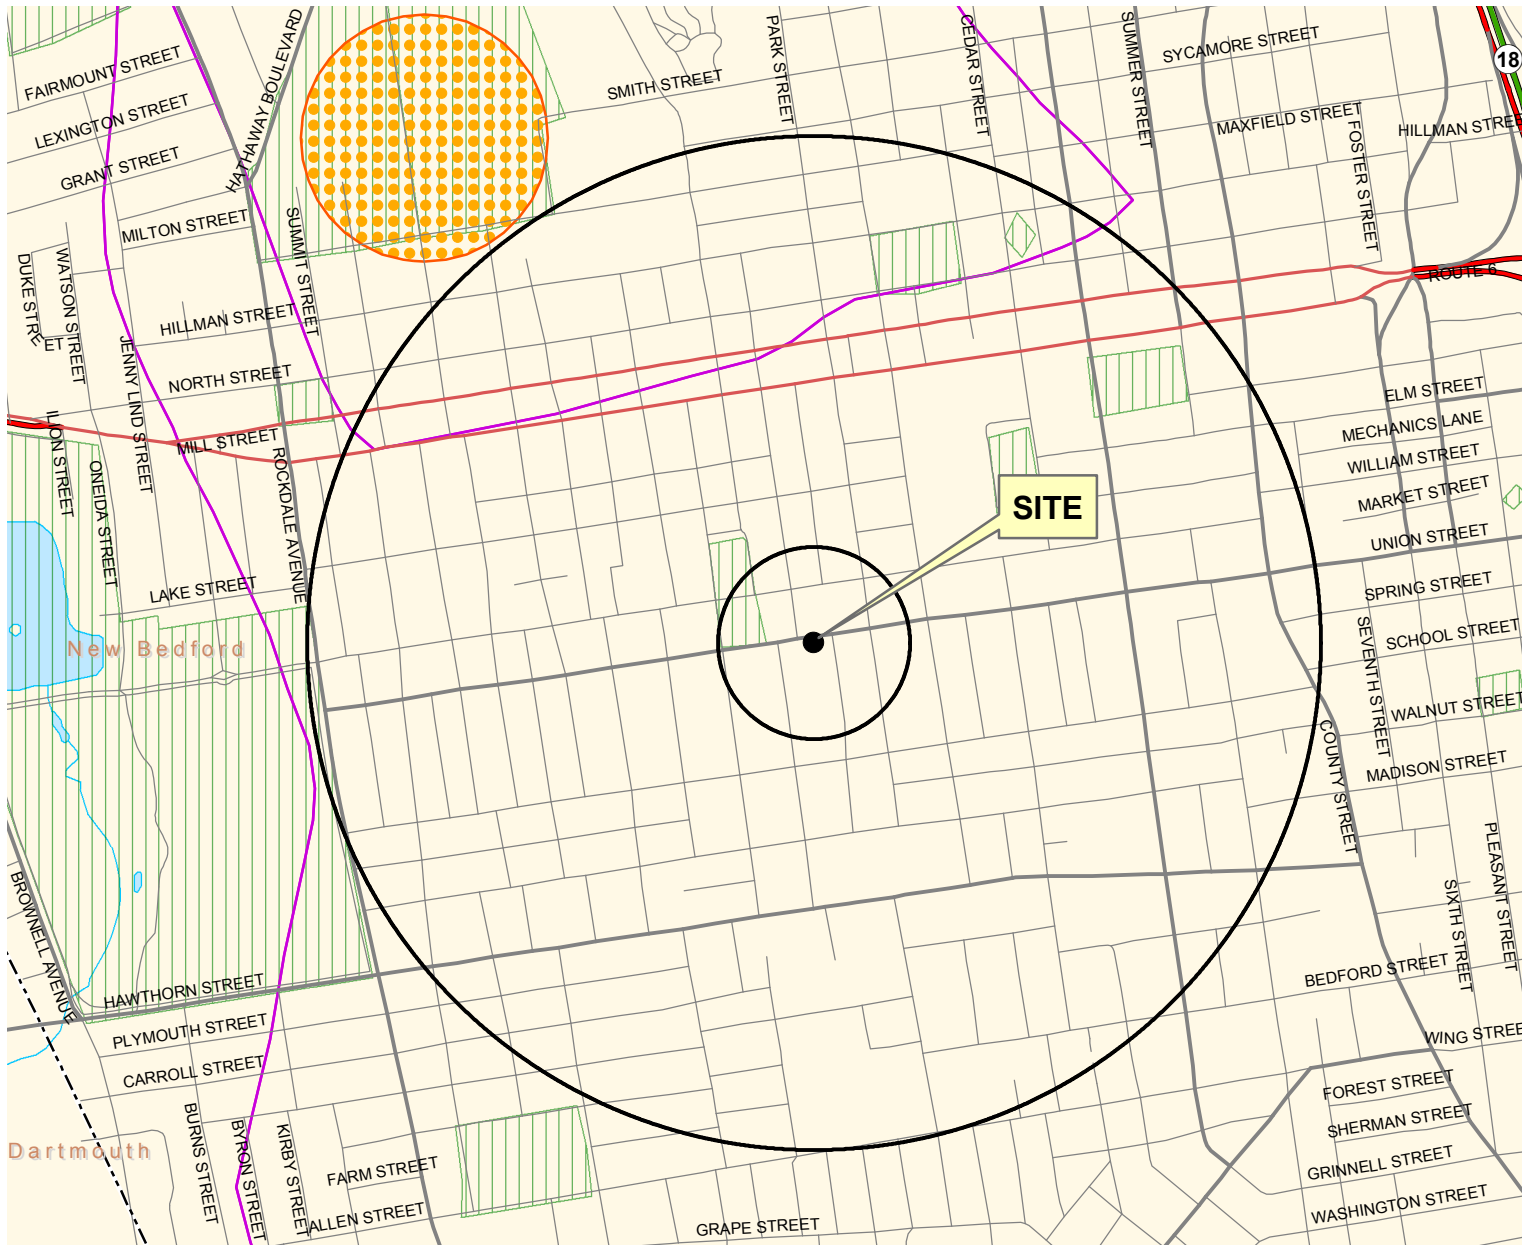 FAIRMOUNT STREET
LEXINGTON STREET
GRANT STREET
MILTON STREET
HATHAWAY BOULEVARD
SMITH STREET
PARK STREET
CEDAR STREET
SUMMER STREET
SYCAMORE STREET
18
MAXFIELD STREET
FOSTER STREET
HILLMAN STREE
ROUTE 6
DUKE STRE
ET
WATSON STREET
SUMMIT STREET
HILLMAN STREET
JENNY LIND STREET
NORTH STREET
MILL STREET
ILION STREET
ONEIDA STREET
ROCKDALE AVENUE
LAKE STREET
ELM STREET
MECHANICS LANE
WILLIAM STREET
MARKET STREET
UNION STREET
SITE
SPRING STREET
SCHOOL STREET
SEVENTH STREET
WALNUT STREET
MADISON STREET
COUNTY STREET
New Bedford
PLEASANT STREET
SIXTH STREET
BROWNELL AVENUE
HAWTHORN STREET
PLYMOUTH STREET
CARROLL STREET
BEDFORD STREET
WING STREE
FOREST STREET
SHERMAN STREET
GRINNELL STREET
WASHINGTON STREET
Dartmouth
BURNS STREET
BYRON STREET
KIRBY STREET
FARM STREET
ALLEN STREET
GRAPE STREET